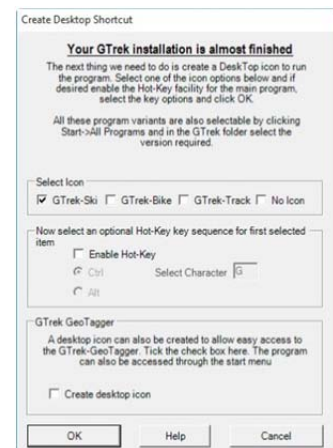 Create Desktop Shortcut
Your GTrek installation is almost finished
The next thing we need to do is create a DeskTop icon to run
the program. Select one of the icon options below and if
desired enable the Hot-Key facility for the main program,
select the key options and click OK.
All these program variants are also selectable by clicking
Start->All Programs and in the GTrek folder select the
version required.
Select Icon
GTrek-Ski GTrek-Bike GTrek-Track No Icon
Now select an optional Hot-Key key sequence for first selected
item
Enable Hot-Key
Ctrl Select Character G
Alt
GTrek GeoTagger
A desktop icon can also be created to allow easy access to
the GTrek-GeoTagger. Tick the check box here. The program
can also be accessed through the start menu
Create desktop icon
OK Help Cancel